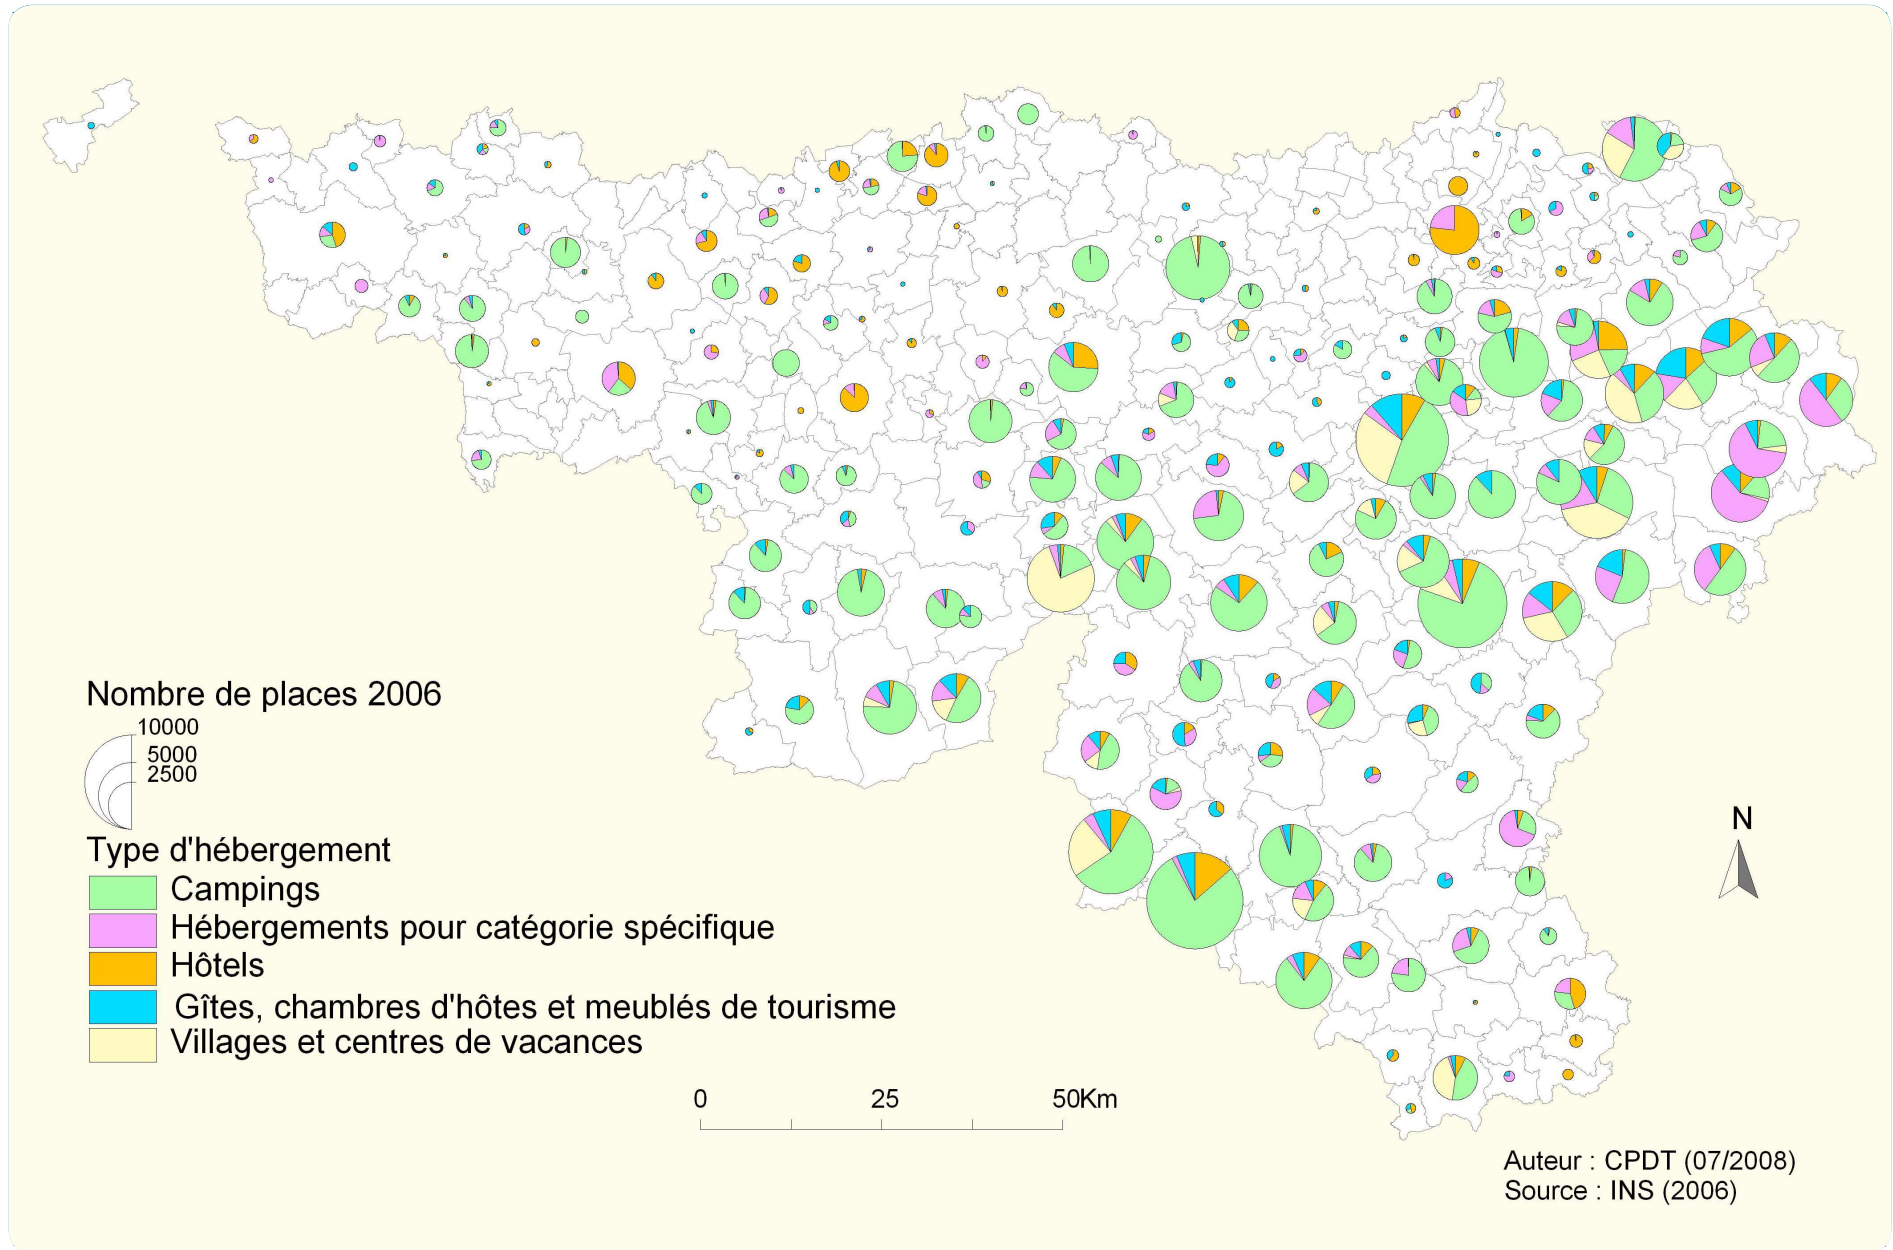 Nombre de places 2006
10000
5000
2500
Type d'hébergement
Campings
Hébergements pour catégorie spécifique
Hôtels
Gîtes, chambres d'hôtes et meublés de tourisme
Villages et centres de vacances
0 25 50Km
N
Auteur : CPDT (07/2008)
Source : INS (2006)